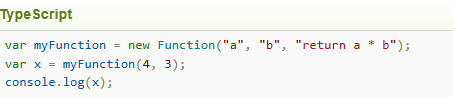 TypeScript
var myFunction = new Function("a", "b", "return a * b");
var x = myFunction(4, 3);
console.log(x);